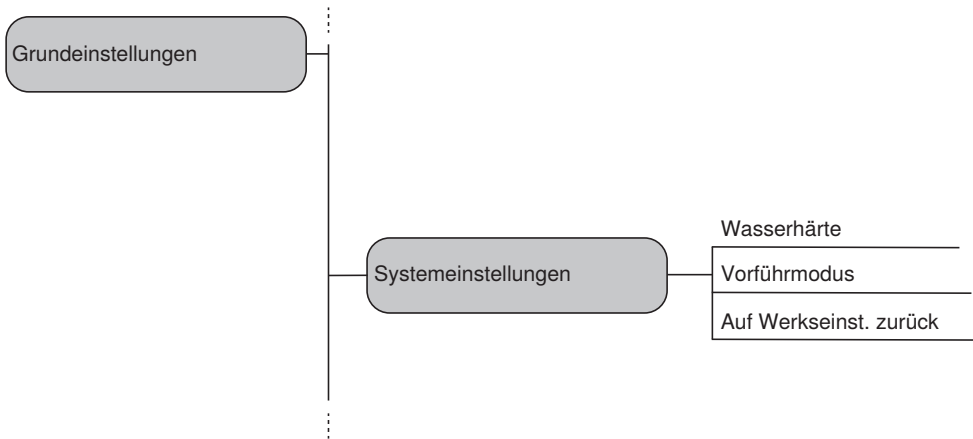 Grundeinstellungen
Systemeinstellungen
Wasserhärte
Vorführmodus
Auf Werkseinst. zurück